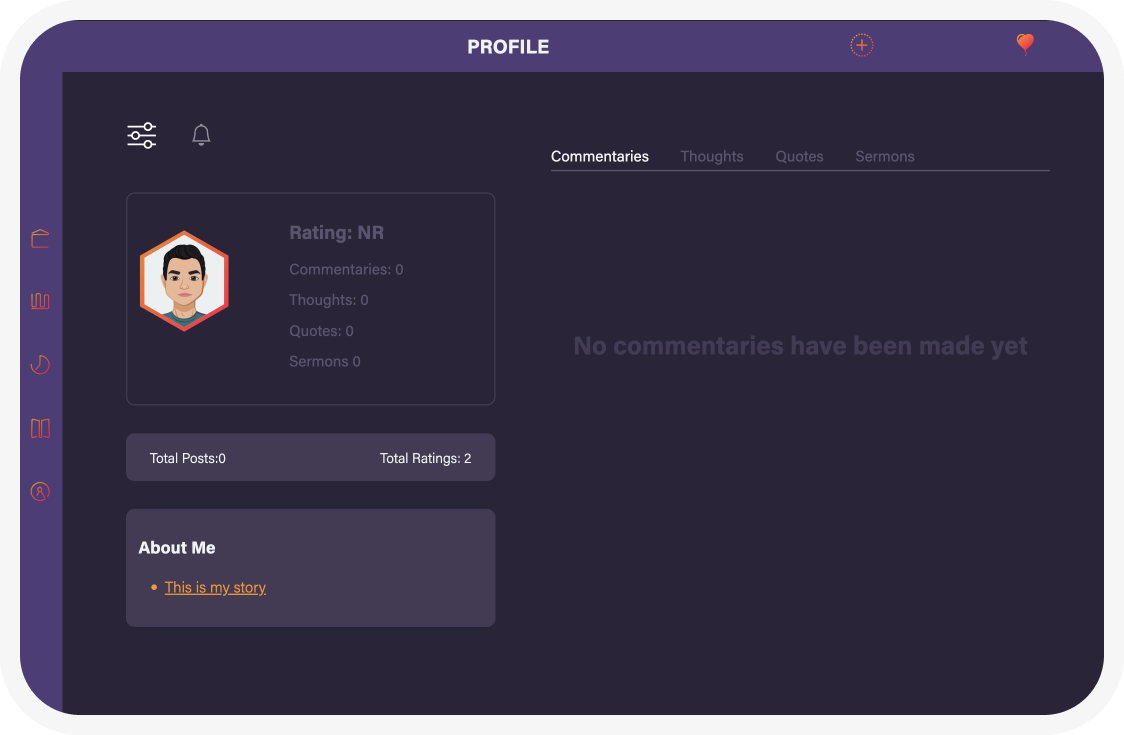 PROFILE
Commentaries Thoughts Quotes Sermons
Rating: NR
Commentaries: 0
Thoughts: 0
Quotes: 0
Sermons 0
No commentaries have been made yet
Total Posts:0 Total Ratings: 2
About Me
• This is my story